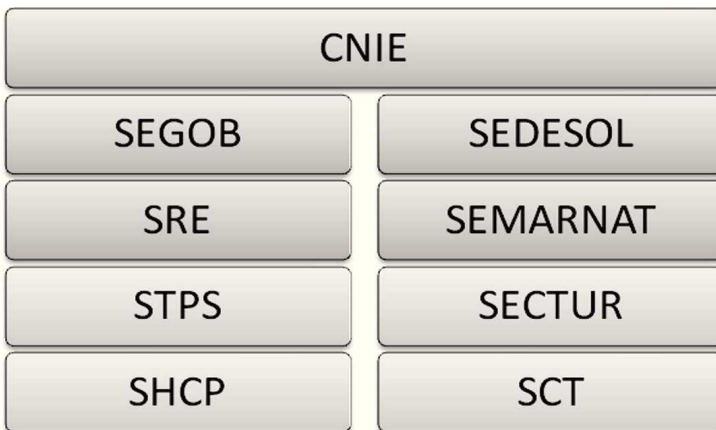 CNIE
SEGOB
SEDESOL
SRE
SEMARNAT
STPS
SECTUR
SHCP
SCT